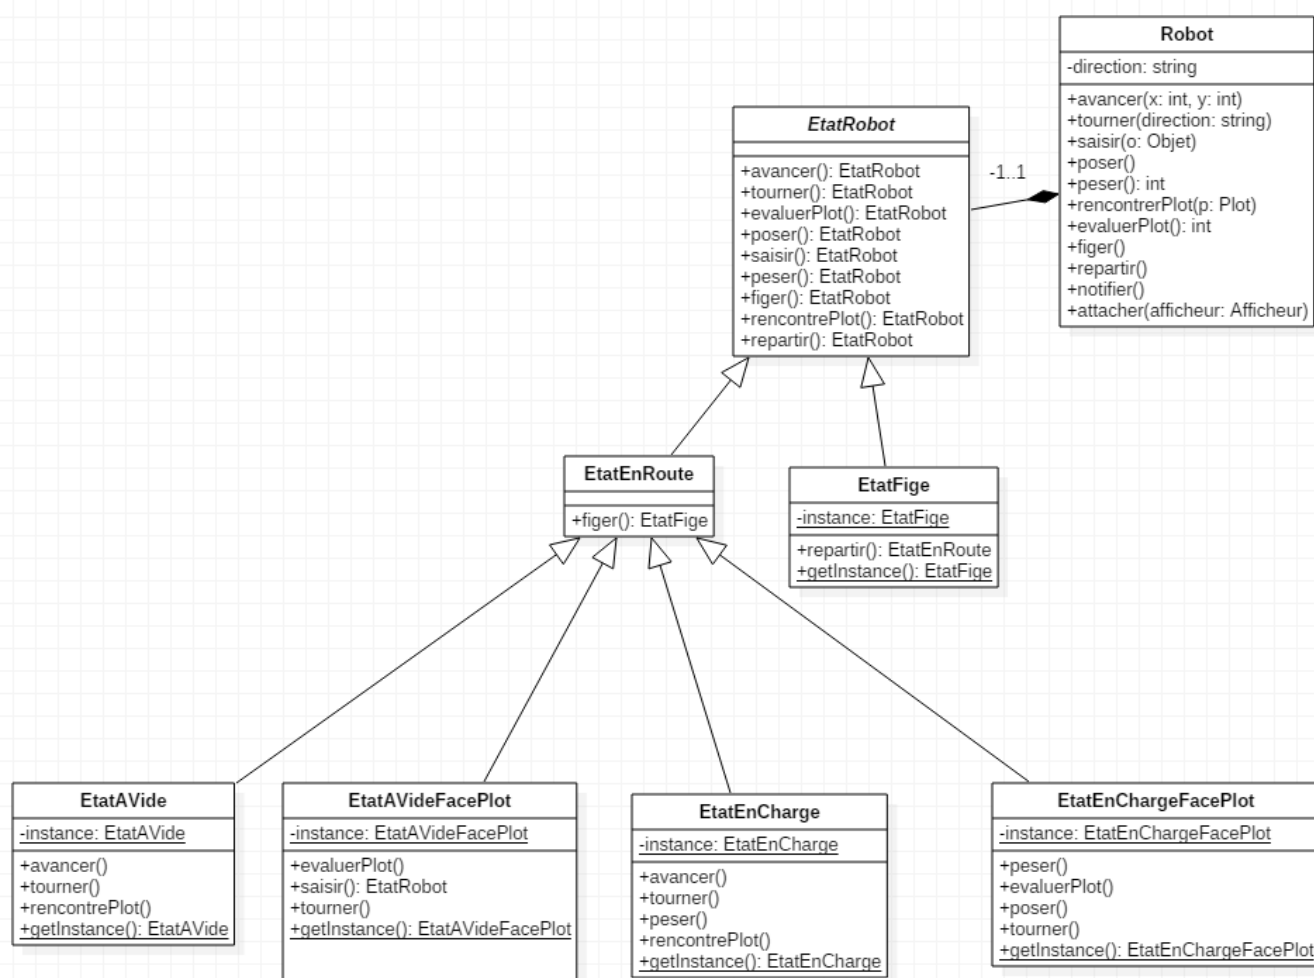 Robot
-direction: string
+avancer(x: int, y: int)
+tourner(direction: string)
+saisir(o: Objet)
+poser()
+peser(): int
+rencontrerPlot(p: Plot)
+evaluerPlot(): int
+figer()
+repartir()
+notifier()
+attacher(afficheur: Afficheur)
EtatRobot
+avancer(): EtatRobot
+tourner(): EtatRobot
+evaluerPlot(): EtatRobot
+poser(): EtatRobot
+saisir(): EtatRobot
+peser(): EtatRobot
+figer(): EtatRobot
+rencontrePlot(): EtatRobot
+repartir(): EtatRobot
-1..1
EtatEnRoute
+figer(): EtatFige
EtatFige
-instance: EtatFige
+repartir(): EtatEnRoute
+getInstance(): EtatFige
EtatAVide
-instance: EtatAVide
+avancer()
+tourner()
+rencontrePlot()
+getInstance(): EtatAVide
EtatAVideFacePlot
-instance: EtatAVideFacePlot
+evaluerPlot()
+saisir(): EtatRobot
+tourner()
+getInstance(): EtatAVideFacePlot
EtatEnCharge
-instance: EtatEnCharge
+avancer()
+tourner()
+peser()
+rencontrePlot()
+getInstance(): EtatEnCharge
EtatEnChargeFacePlot
-instance: EtatEnChargeFacePlot
+peser()
+evaluerPlot()
+poser()
+tourner()
+getInstance(): EtatEnChargeFacePlot